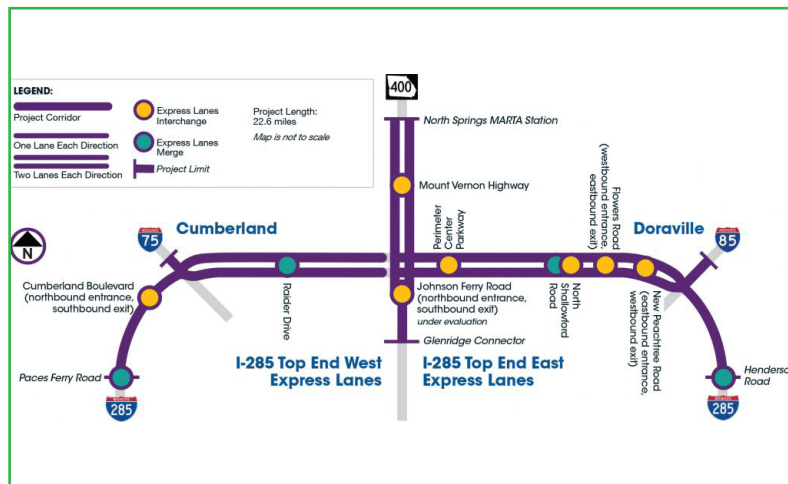 LEGEND:
Project Corridor
One Lane Each Direction
Two Lanes Each Direction
Express Lanes
Interchange
Express Lanes
Merge
Project Limit
Project Length:
22.6 miles
Map is not to scale
400
North Springs MARTA Station
Mount Vernon Highway
Perimeter
Center
Parkway
Flowers Road
(westbound entrance,
eastbound exit)
Cumberland
75
Doraville
85
N
Cumberland Boulevard
(northbound entrance,
southbound exit)
Raider Drive
Johnson Ferry Road
(northbound entrance,
southbound exit)
under evaluation
North
Shallowford
Road
New Peachtree Road
(eastbound entrance,
westbound exit)
Glenridge Connector
I-285 Top End West
Express Lanes
I-285 Top End East
Express Lanes
Paces Ferry Road
285
Henderso
Road
285